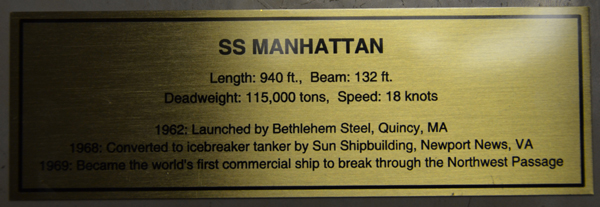 SS MANHATTAN
Length: 940 ft., Beam: 132 ft.
Deadweight: 115,000 tons, Speed: 18 knots
1962: Launched by Bethlehem Steel, Quincy, MA
1968: Converted to icebreaker tanker by Sun Shipbuilding, Newport News, VA
1969: Became the world's first commercial ship to break through the Northwest Passage